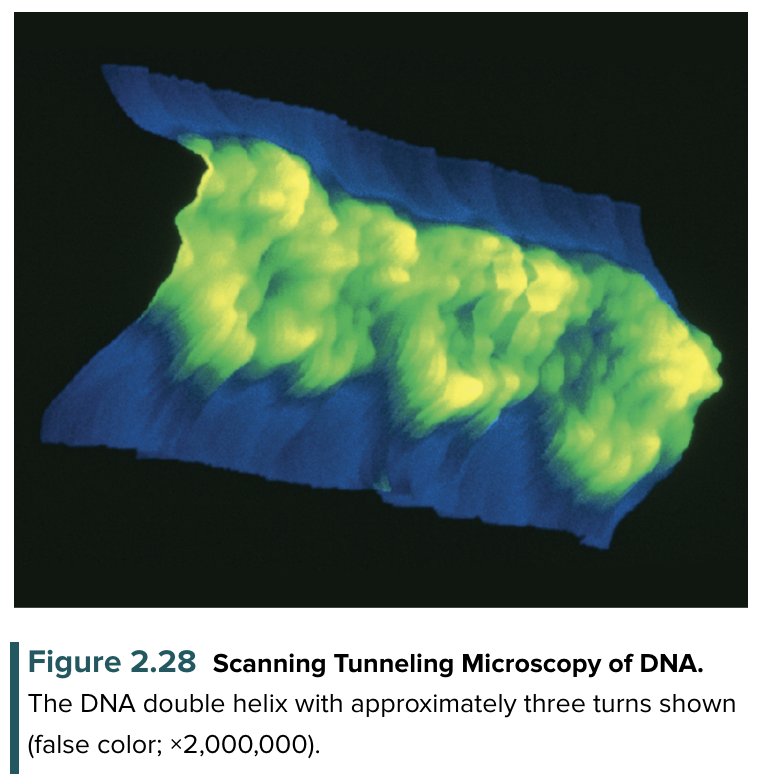 Figure 2.28 Scanning Tunneling Microscopy of DNA.
The DNA double helix with approximately three turns shown
(false color; ×2,000,000).